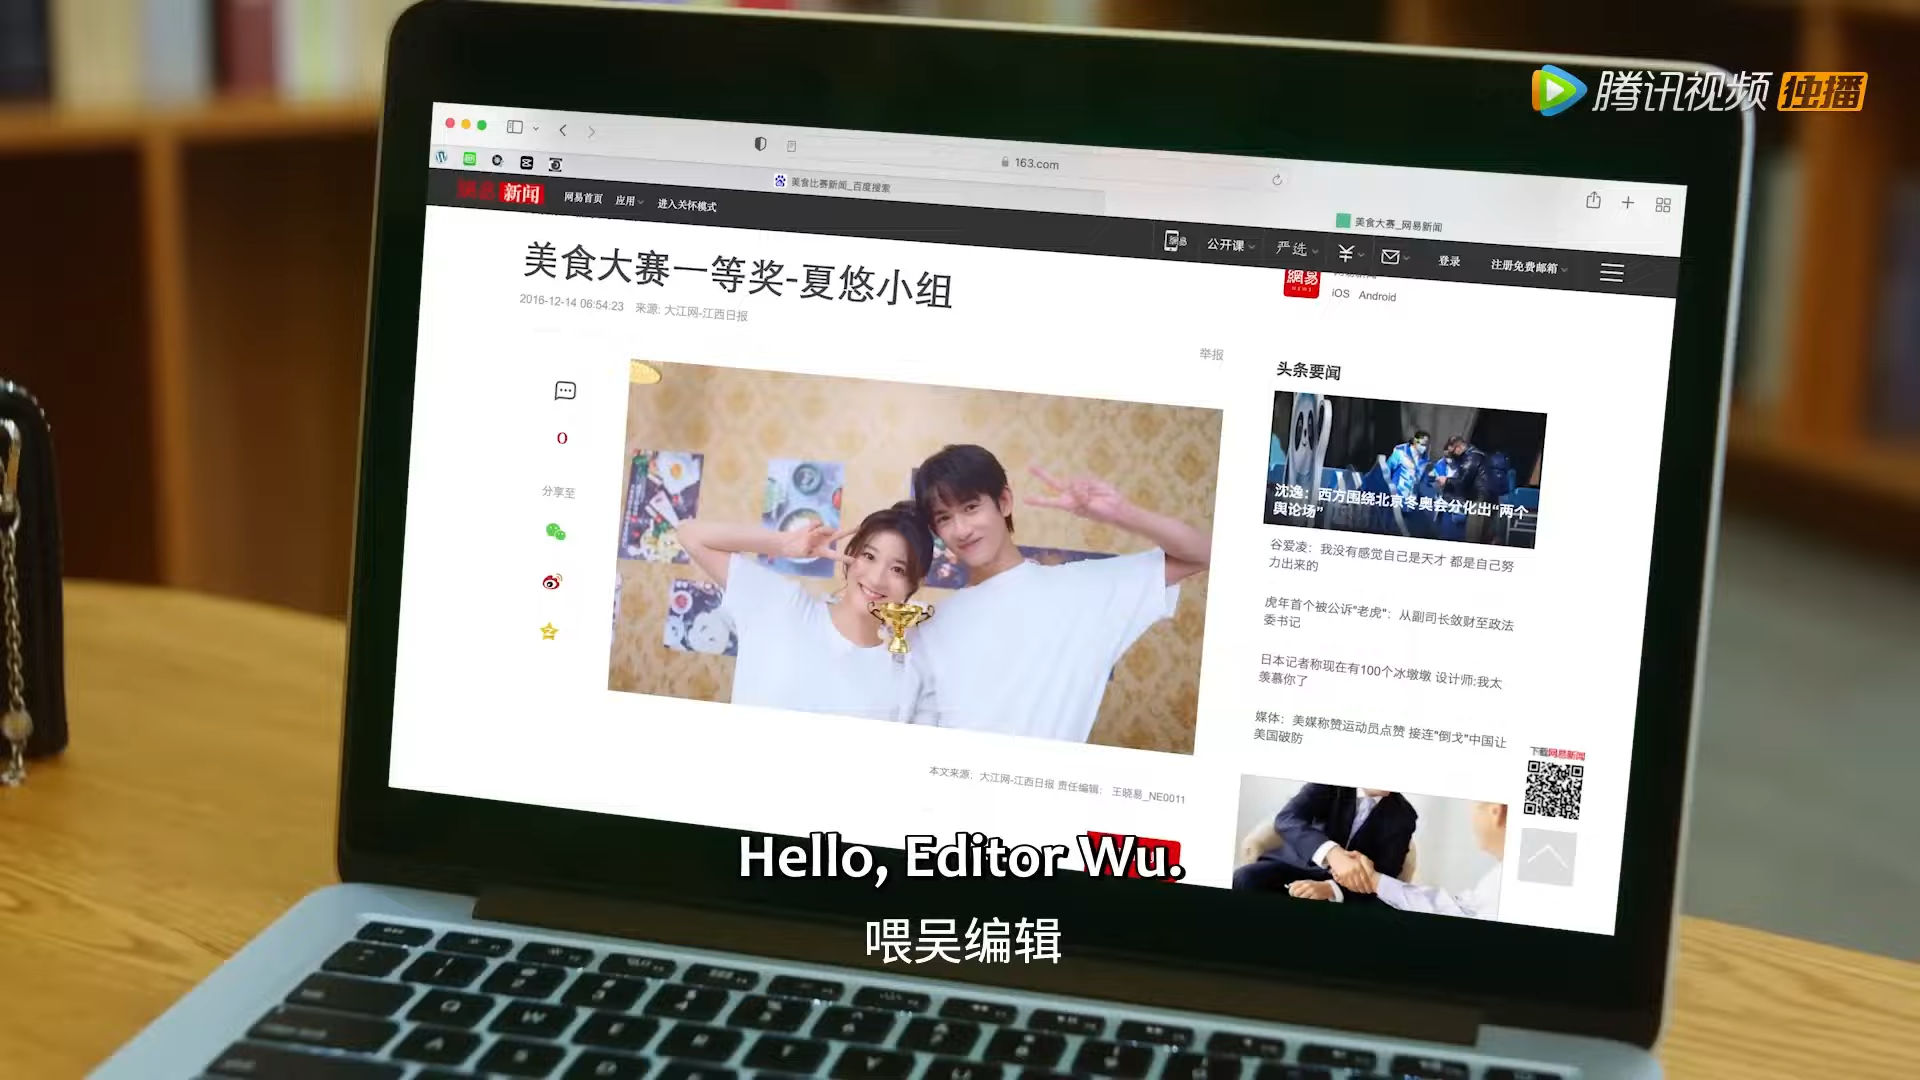 腾讯视频 独播
163.com
美食比赛新闻_百度搜索
美食大赛_网易新闻
网易 新闻 网易首页 应用 进入关怀模式
公开课 严选 登录 注册免费邮箱
美食大赛一等奖-夏悠小组
2016-12-14 06:54:23 来源: 大江网-江西日报
举报
網易
NEWS
iOS Android
0
分享至
头条要闻
沈逸：西方围绕北京冬奥会分化出“两个
舆论场”
谷爱凌：我没有感觉自己是天才 都是自己努
力出来的
虎年首个被公诉"老虎"：从副司长敛财至政法
委书记
日本记者称现在有100个冰墩墩 设计师:我太
羡慕你了
媒体：美媒称赞运动员点赞 接连"倒戈"中国让
美国破防
下载网易新闻
本文来源：大江网-江西日报 责任编辑： 王晓易_NE0011
Hello, Editor Wu.
喂吴编辑